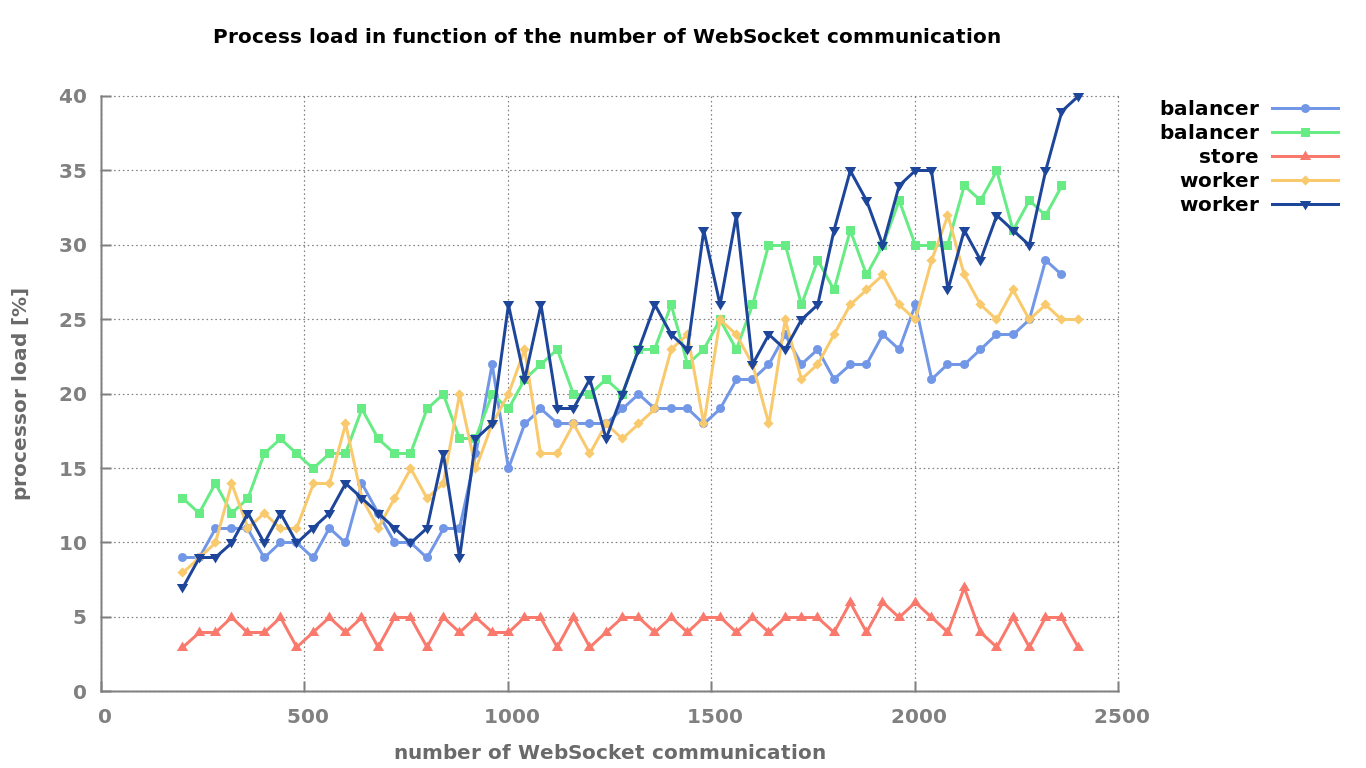 Process load in function of the number of WebSocket communication
40
35
30
25
20
15
10
5
0
processor load [%]
0 500 1000 1500 2000 2500
number of WebSocket communication
balancer
balancer
store
worker
worker